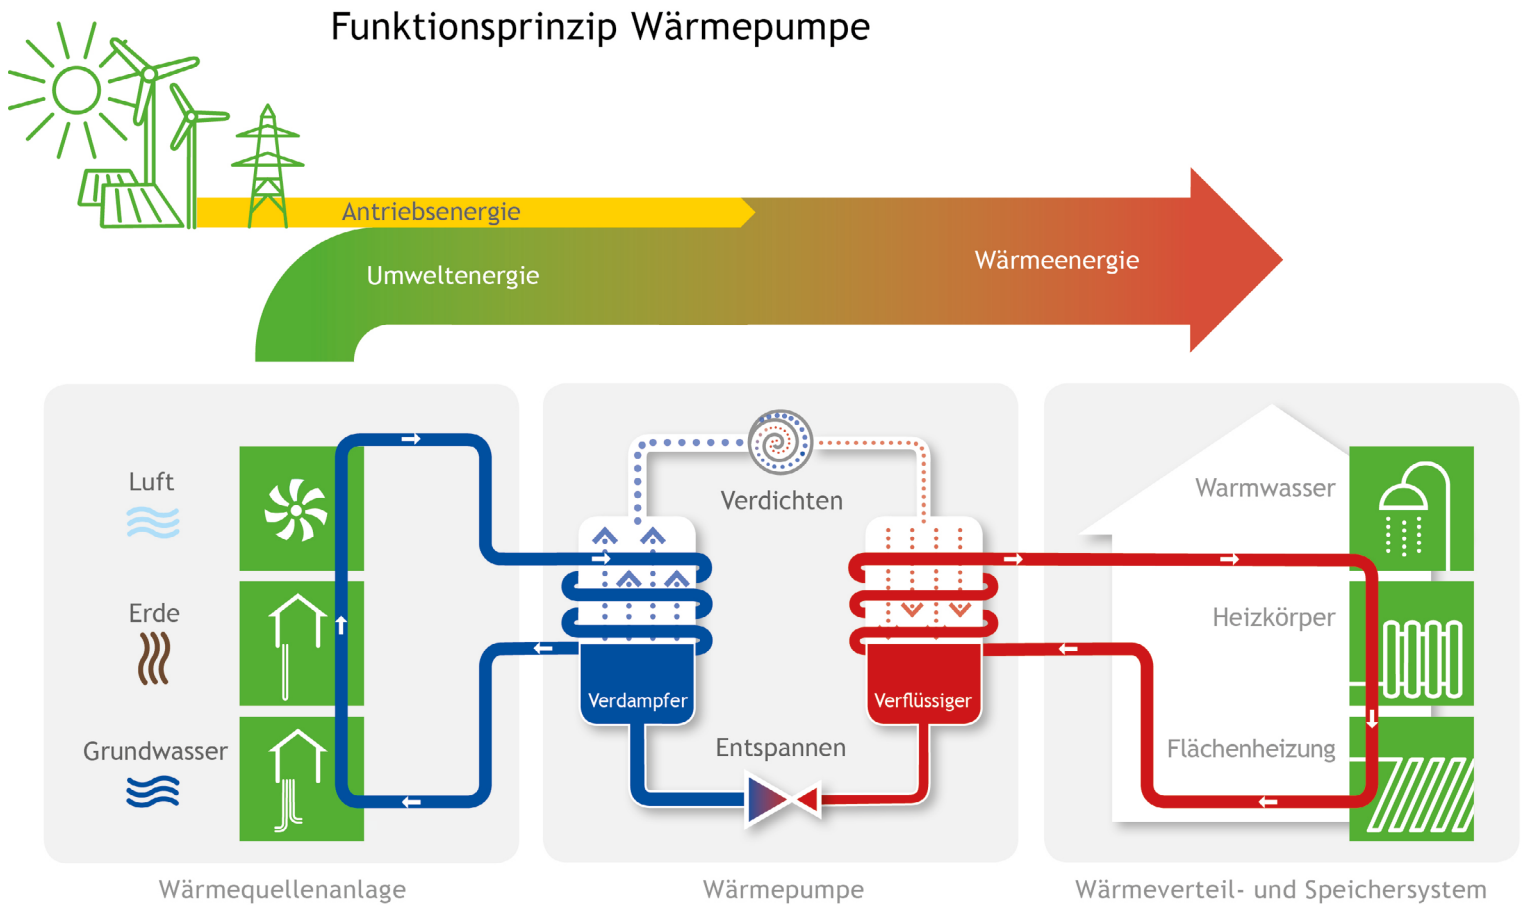 Funktionsprinzip Wärmepumpe
Antriebsenergie
Umweltenergie
Wärmeenergie
Luft
Erde
Grundwasser
Wärmequellenanlage
Verdichten
Verdampfer
Verflüssiger
Entspannen
Wärmepumpe
Warmwasser
Heizkörper
Flächenheizung
Wärmeverteil- und Speichersystem